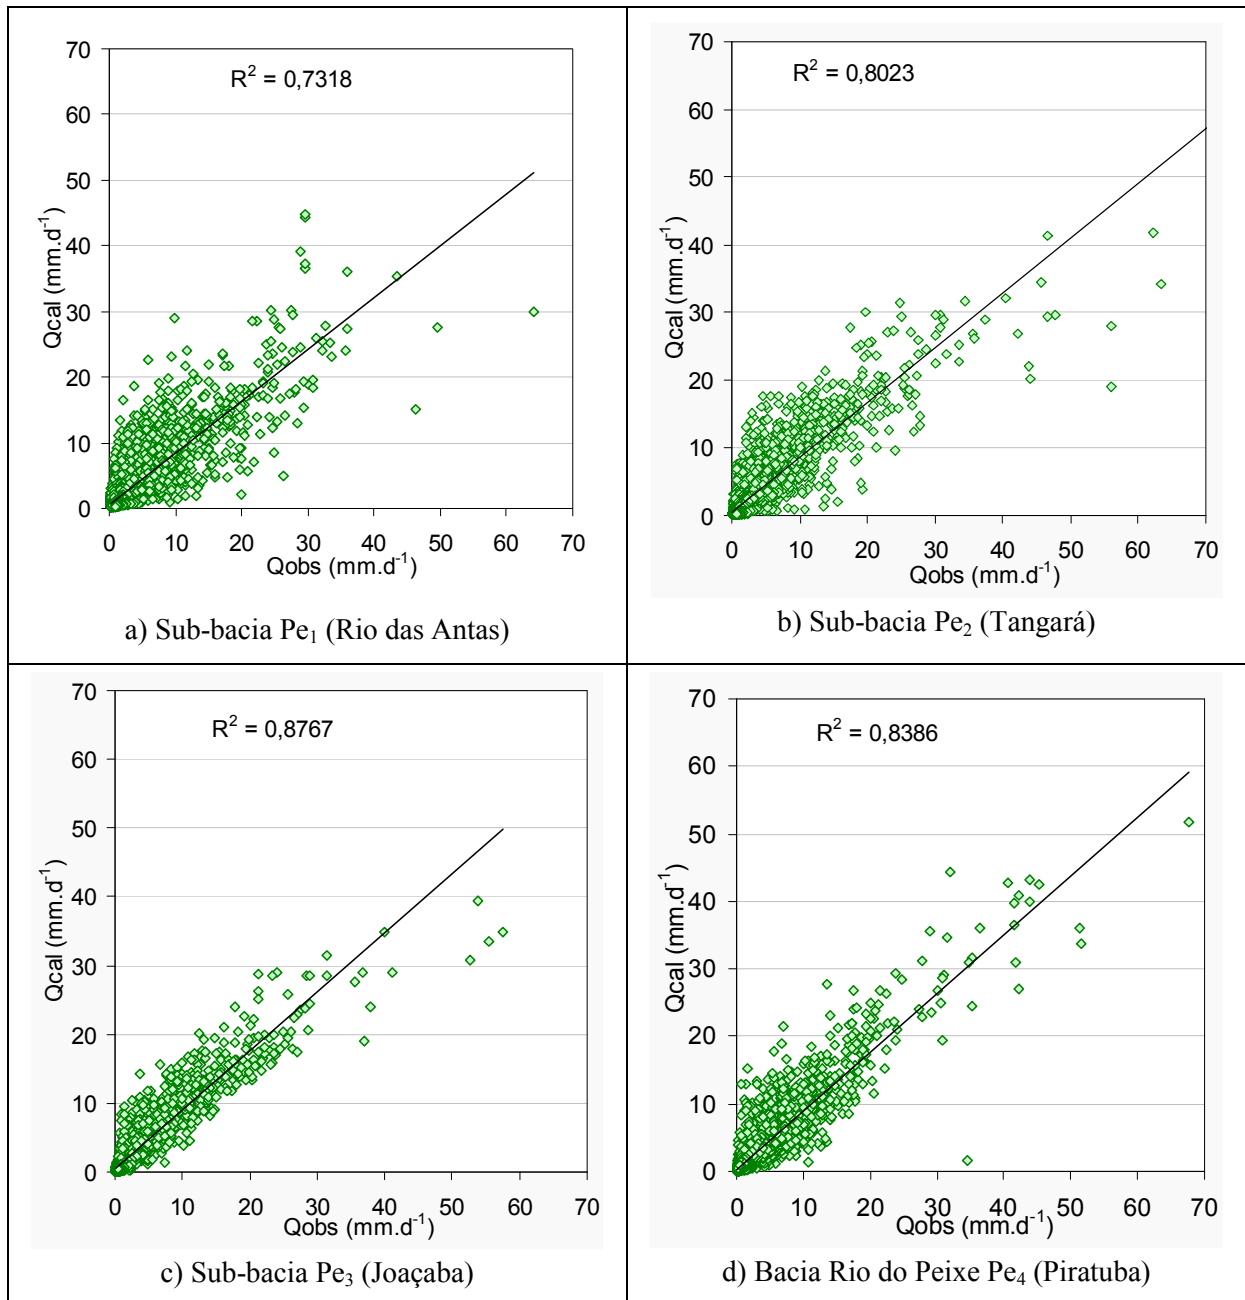 R² = 0,7318
70
60
50
40
30
20
10
0
Qcal (mm.d⁻¹)
0 10 20 30 40 50 60 70
Qobs (mm.d⁻¹)
a) Sub-bacia Pe₁ (Rio das Antas)
R² = 0,8023
70
60
50
40
30
20
10
0
Qcal (mm.d⁻¹)
0 10 20 30 40 50 60 70
Qobs (mm.d⁻¹)
b) Sub-bacia Pe₂ (Tangará)
R² = 0,8767
70
60
50
40
30
20
10
0
Qcal (mm.d⁻¹)
0 10 20 30 40 50 60 70
Qobs (mm.d⁻¹)
c) Sub-bacia Pe₃ (Joaçaba)
R² = 0,8386
70
60
50
40
30
20
10
0
Qcal (mm.d⁻¹)
0 10 20 30 40 50 60 70
Qobs (mm.d⁻¹)
d) Bacia Rio do Peixe Pe₄ (Piratuba)